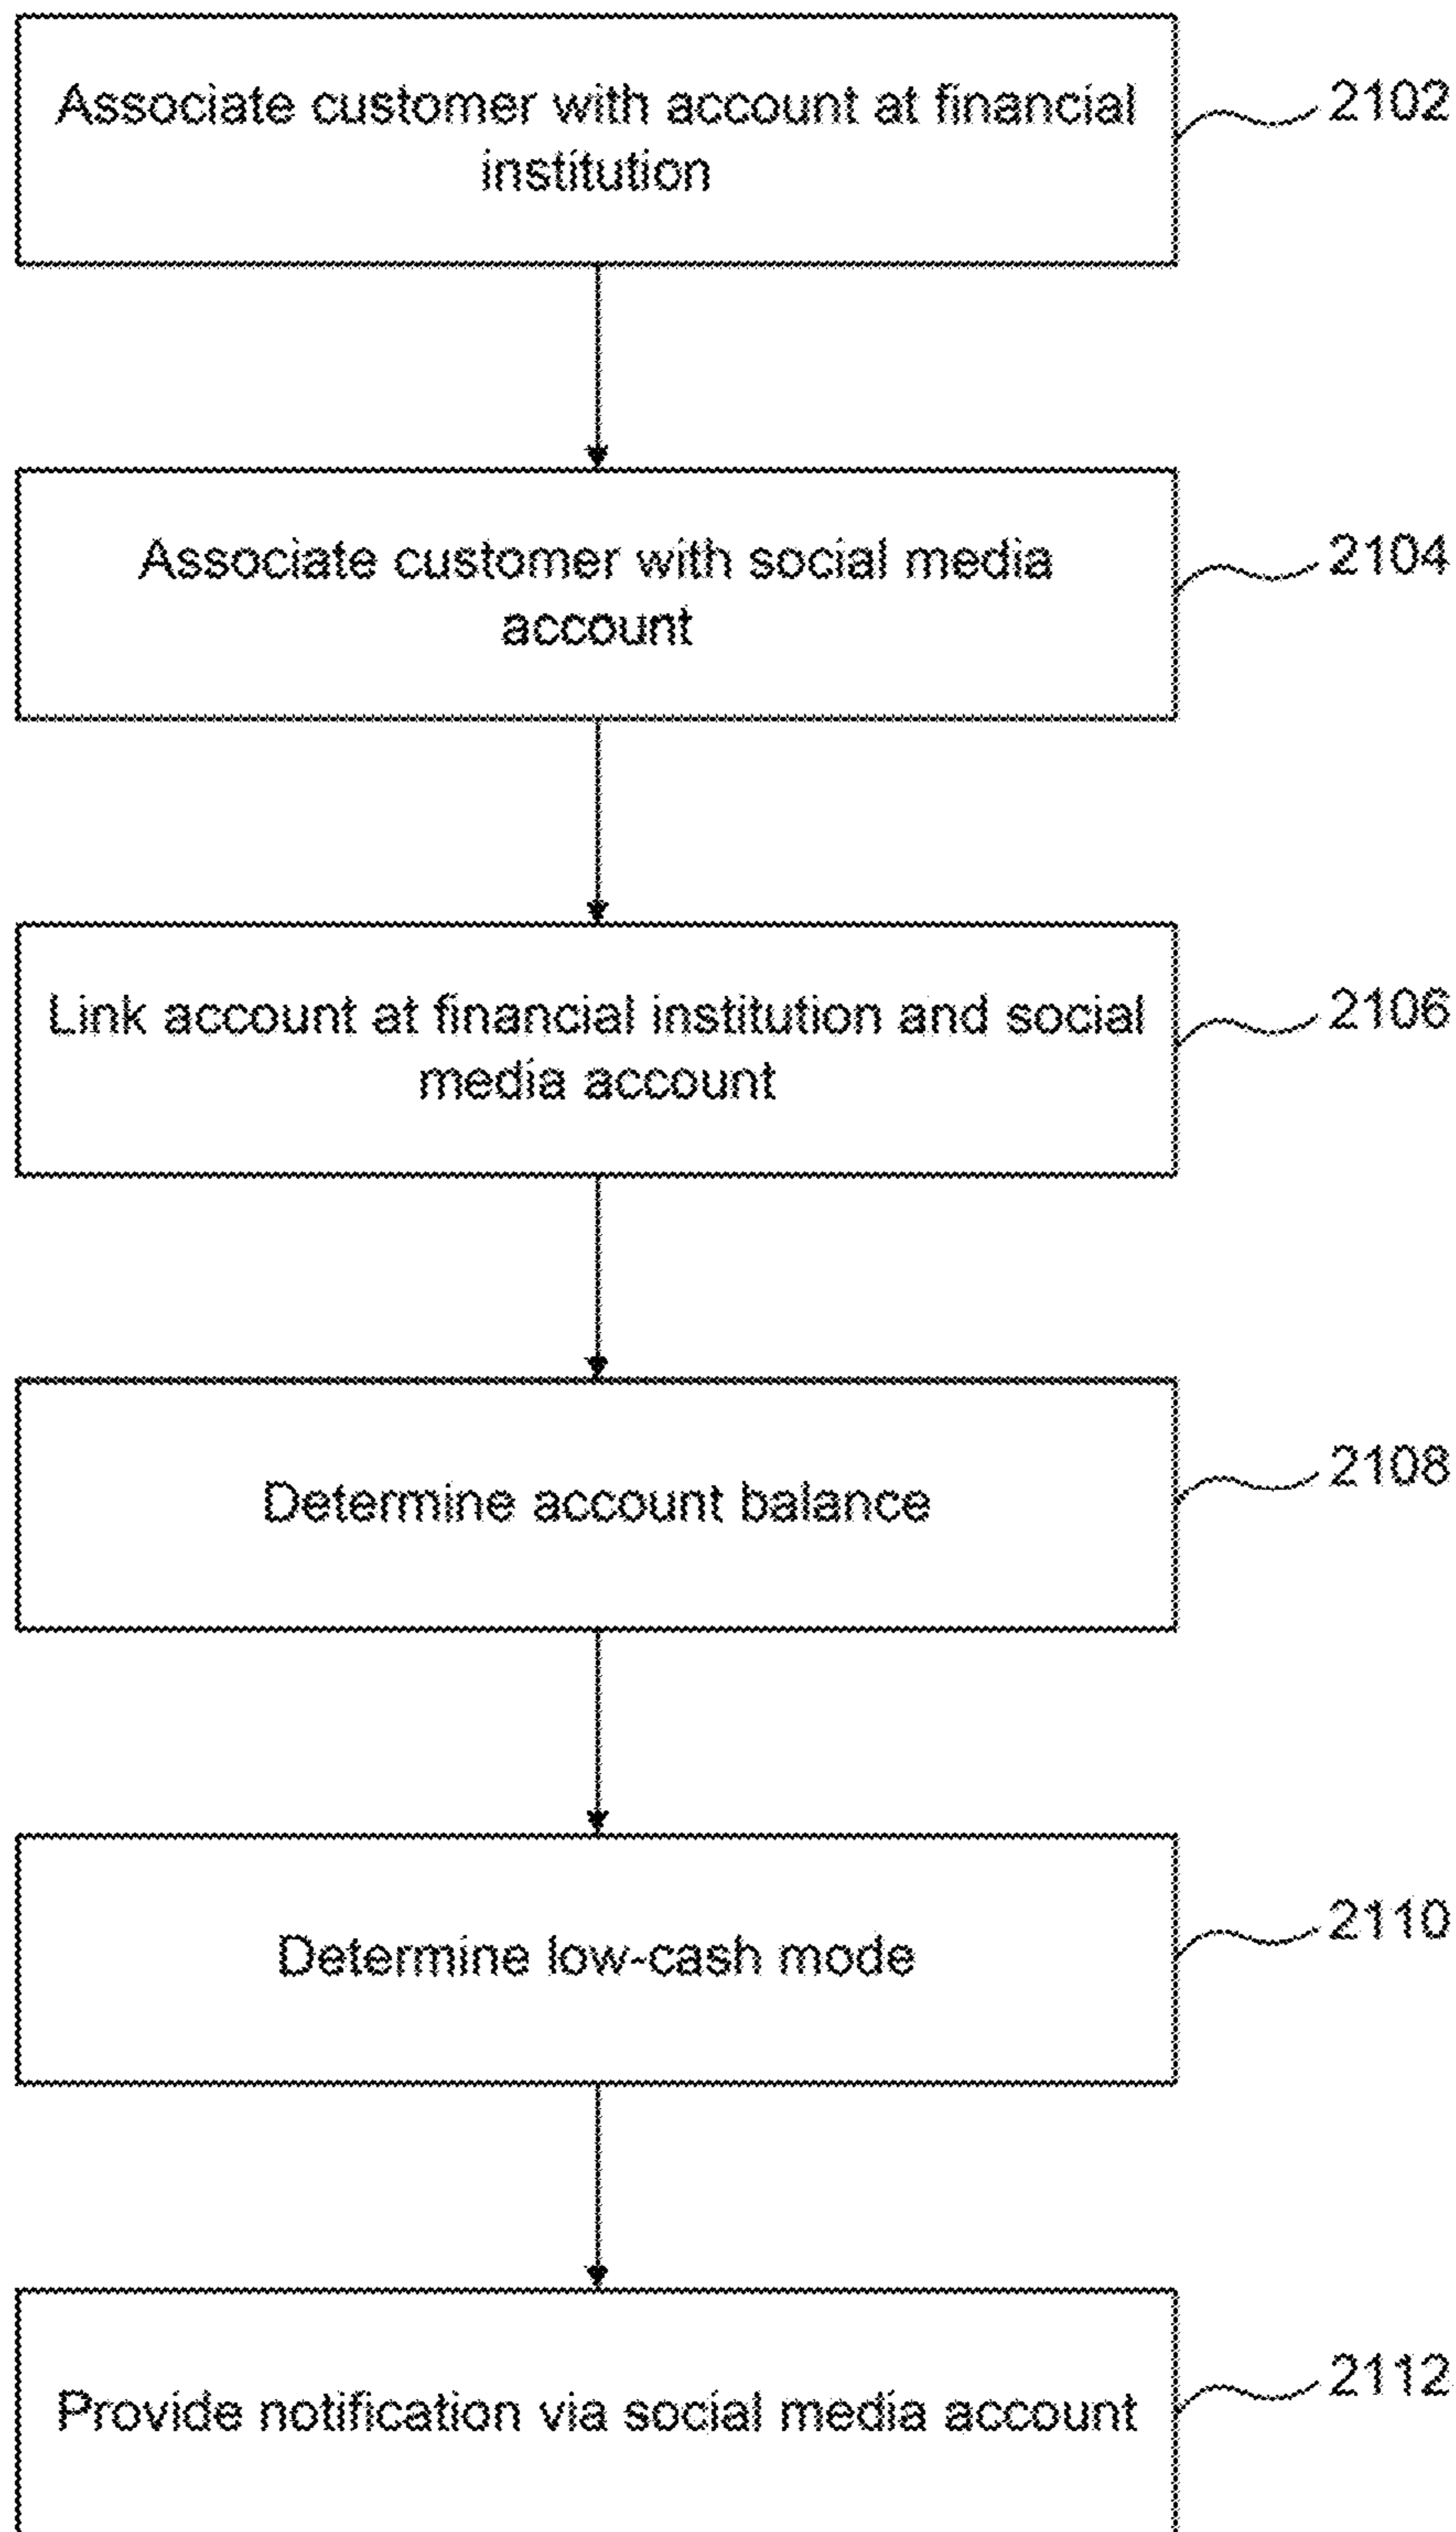 Associate customer with account at financial
institution
2102
Associate customer with social media
account
2104
Link account at financial institution and social
media account
2106
Determine account balance
2108
Determine low-cash mode
2110
Provide notification via social media account
2112